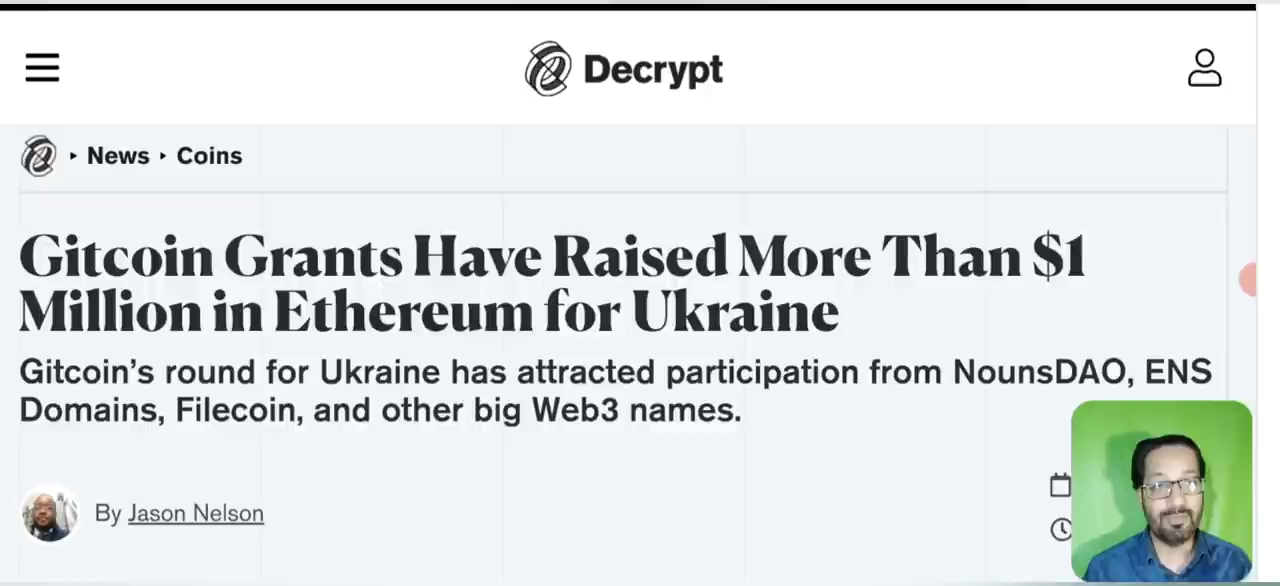 Decrypt
News
Coins
Gitcoin Grants Have Raised More Than $1
Million in Ethereum for Ukraine
Gitcoin's round for Ukraine has attracted participation from NounsDAO, ENS
Domains, Filecoin, and other big Web3 names.
By Jason Nelson